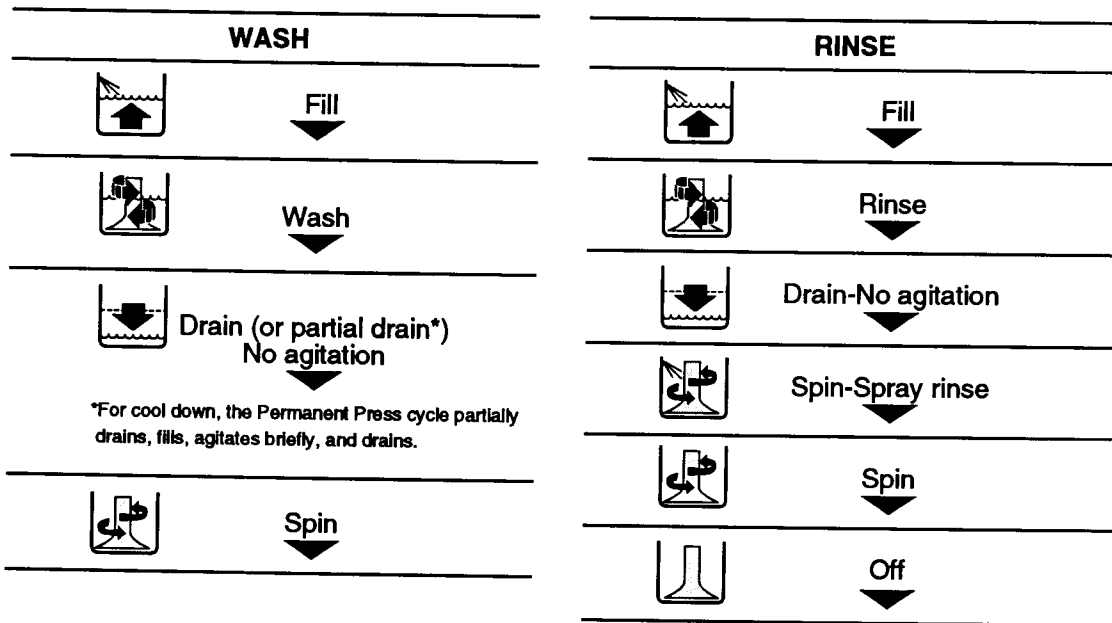 WASH
Fill
Wash
Drain (or partial drain*)
No agitation
*For cool down, the Permanent Press cycle partially
drains, fills, agitates briefly, and drains.
Spin
RINSE
Fill
Rinse
Drain-No agitation
Spin-Spray rinse
Spin
Off